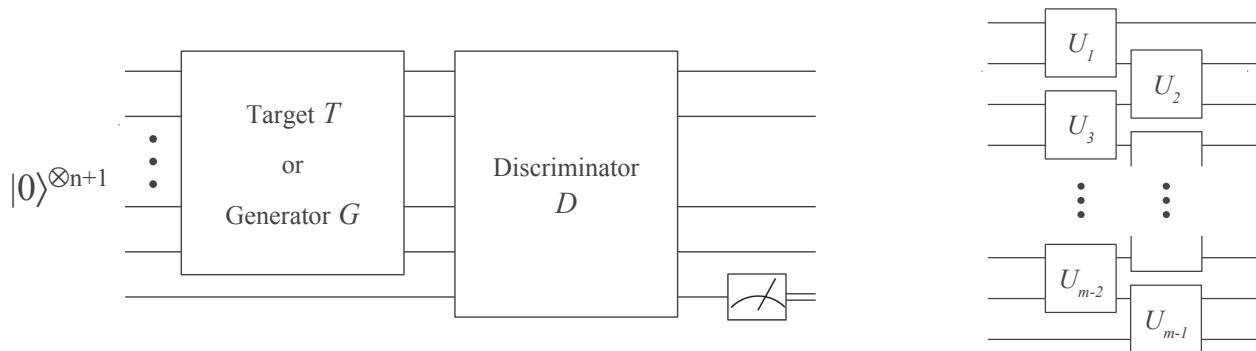 |0⟩⊗n+1
Target T
or
Generator G
Discriminator
D
U1
U2
U3
Um-2
Um-1